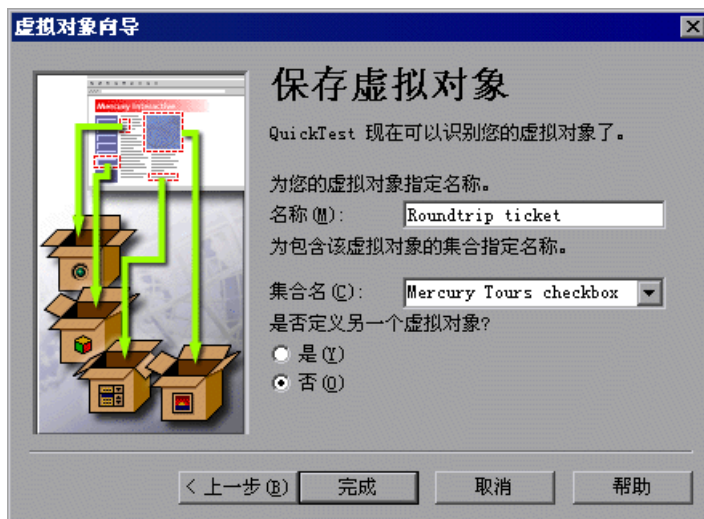 虚拟对象向导
Mercury Interactive
保存虚拟对象
QuickTest 现在可以识别您的虚拟对象了。
为您的虚拟对象指定名称。
名称(M): Roundtrip ticket
为包含该虚拟对象的集合指定名称。
集合名(C): Mercury Tours checkbox
是否定义另一个虚拟对象?
是(Y)
否(O)
< 上一步(B) 完成 取消 帮助